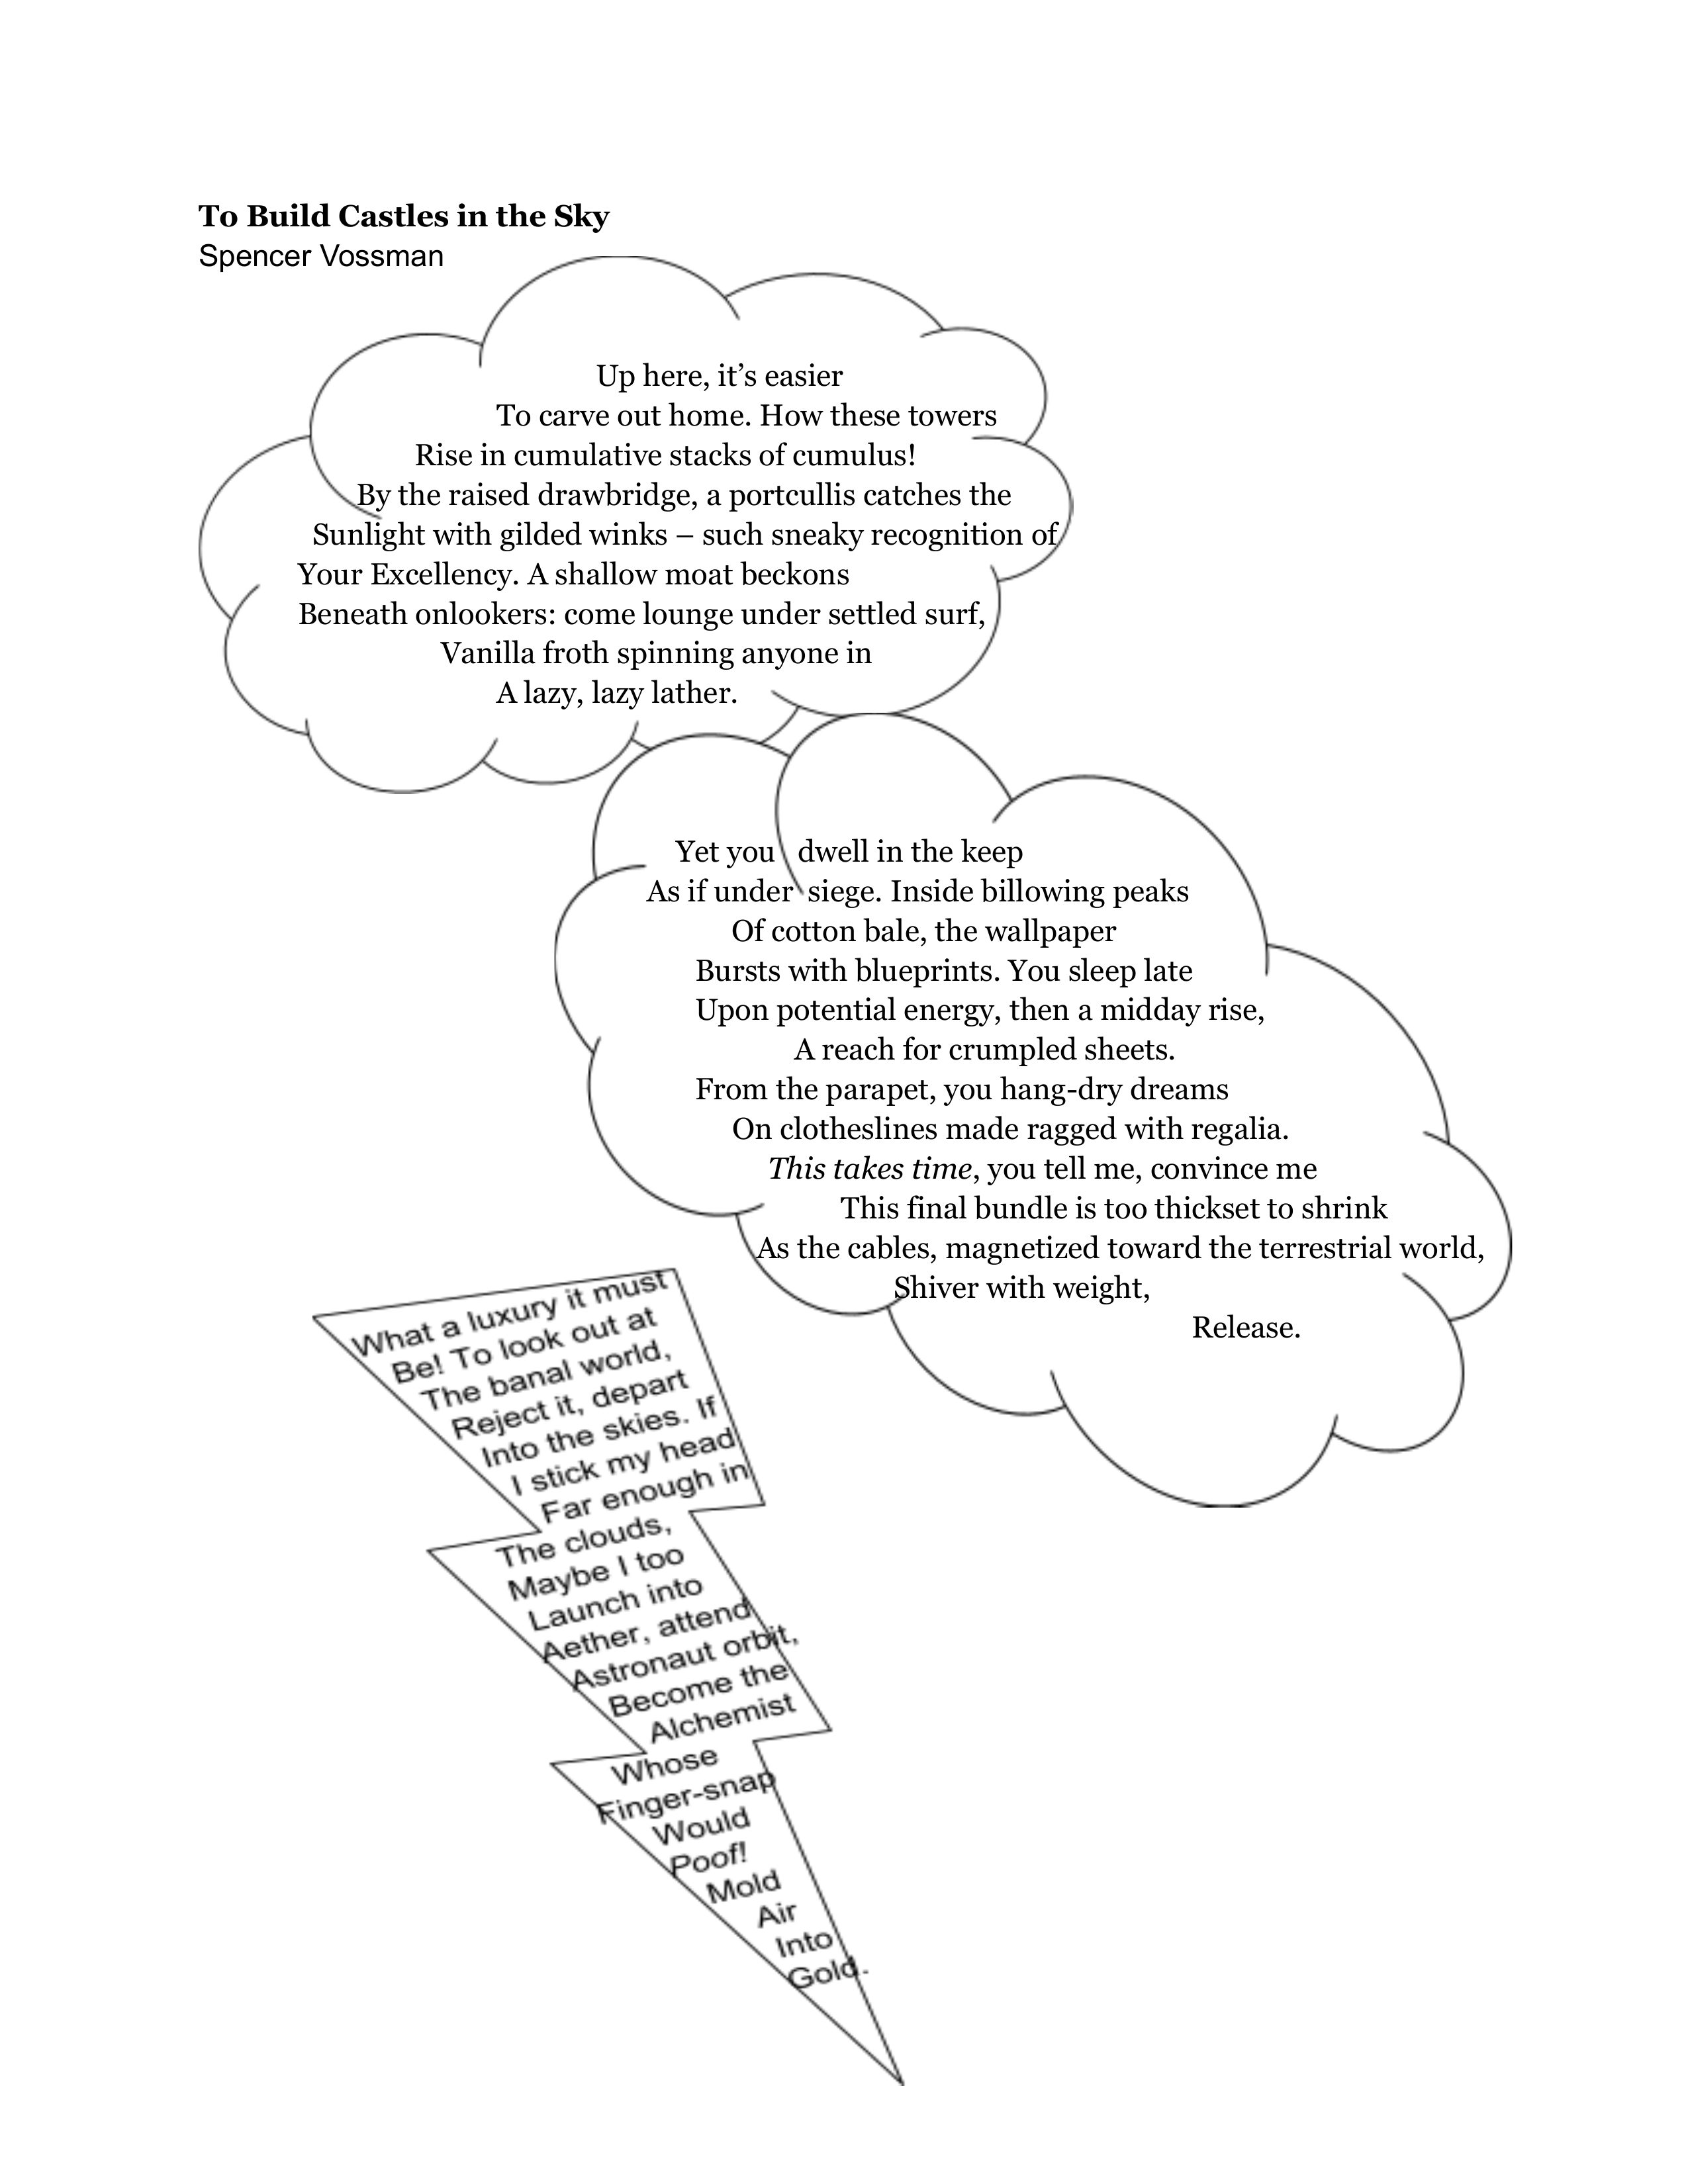 To Build Castles in the Sky
Spencer Vossman
Up here, it’s easier
To carve out home. How these towers
Rise in cumulative stacks of cumulus!
By the raised drawbridge, a portcullis catches the
Sunlight with gilded winks – such sneaky recognition of
Your Excellency. A shallow moat beckons
Beneath onlookers: come lounge under settled surf,
Vanilla froth spinning anyone in
A lazy, lazy lather.
Yet you dwell in the keep
As if under siege. Inside billowing peaks
Of cotton bale, the wallpaper
Bursts with blueprints. You sleep late
Upon potential energy, then a midday rise,
A reach for crumpled sheets.
From the parapet, you hang-dry dreams
On clotheslines made ragged with regalia.
This takes time, you tell me, convince me
This final bundle is too thickset to shrink
As the cables, magnetized toward the terrestrial world,
Shiver with weight,
Release.
What a luxury it must
Be! To look out at
The banal world,
Reject it, depart
Into the skies. If
I stick my head
Far enough in
The clouds,
Maybe I too
Launch into
Aether, attend
Astronaut orbit,
Become the
Alchemist
Whose
Finger-snap
Would
Poof!
Mold
Air
Into
Gold.